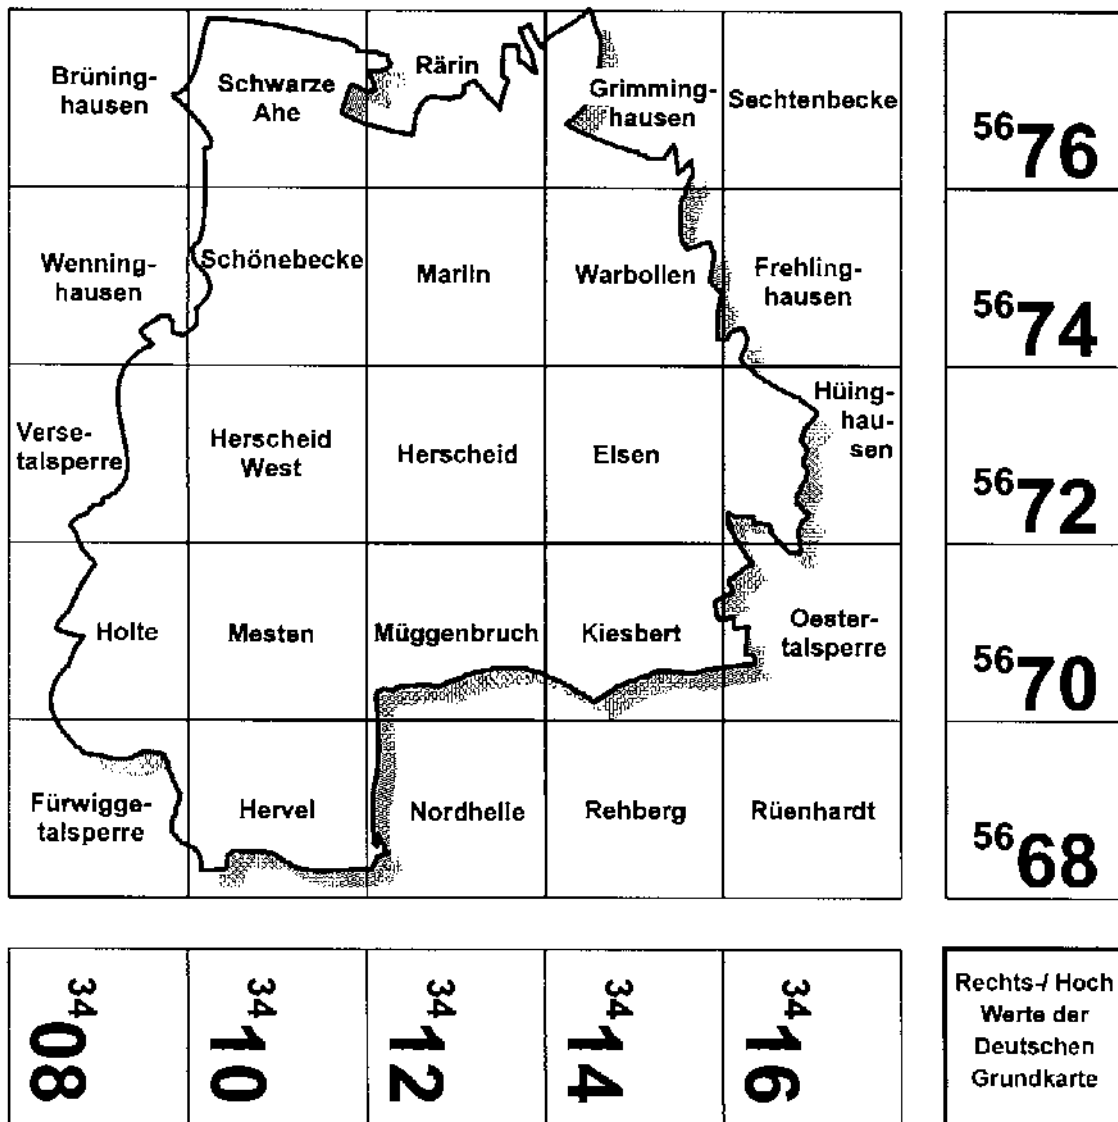 Brüning-
hausen
Schwarze
Ahe
Rärin
Grimming-
hausen
Sechtenbecke
5676
Wenning-
hausen
Schönebecke
Marlin
Warbollen
Frehling-
hausen
5674
Verse-
talsperre
Herscheid
West
Herscheid
Elsen
Hüing-
hau-
sen
5672
Holte
Mesten
Müggenbruch
Kiesbert
Oester-
talsperre
5670
Fürwigge-
talsperre
Hervel
Nordhelle
Rehberg
Rüenhardt
5668
3408
3410
3412
3414
3416
Rechts-/ Hoch
Werte der
Deutschen
Grundkarte